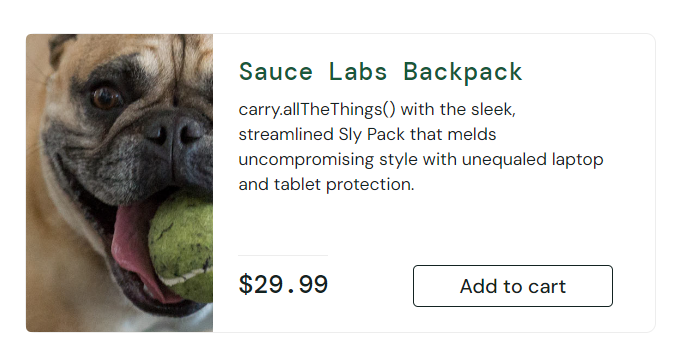 Sauce Labs Backpack
carry.allTheThings() with the sleek,
streamlined Sly Pack that melds
uncompromising style with unequaled laptop
and tablet protection.
$29.99
Add to cart